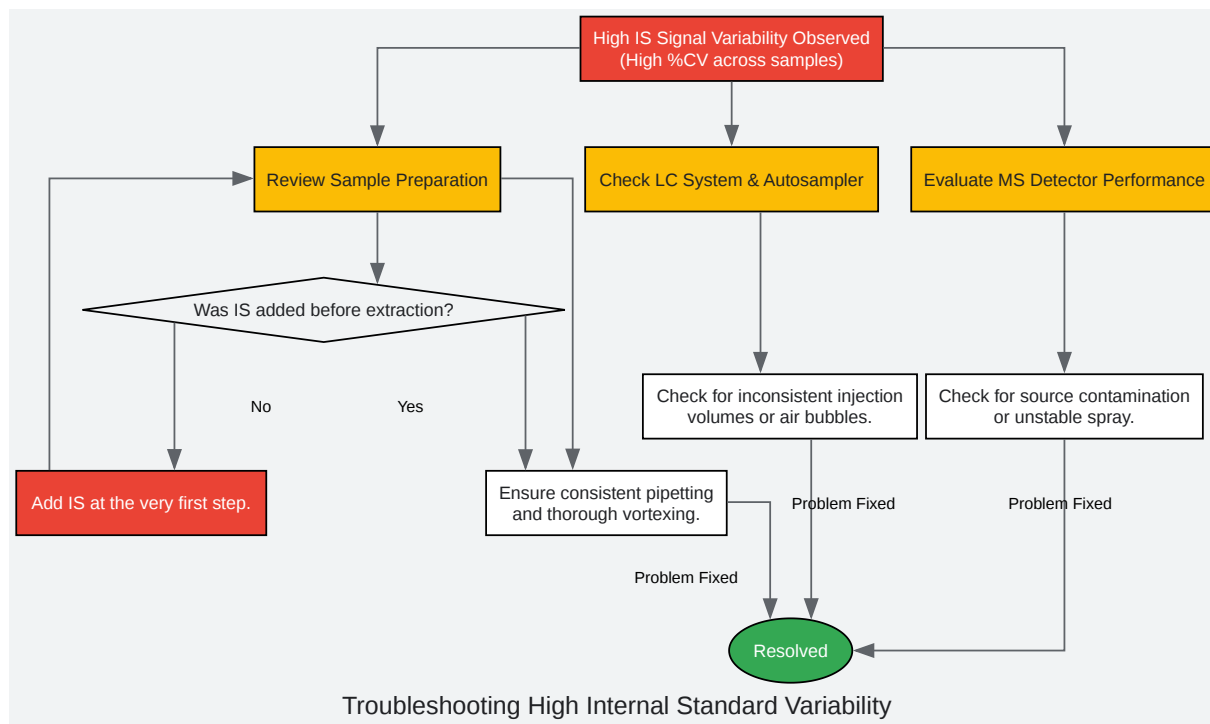 High IS Signal Variability Observed
(High %CV across samples)
Review Sample Preparation
Check LC System & Autosampler
Evaluate MS Detector Performance
Was IS added before extraction?
Check for inconsistent injection
volumes or air bubbles.
Check for source contamination
or unstable spray.
No
Yes
Add IS at the very first step.
Ensure consistent pipetting
and thorough vortexing.
Problem Fixed
Problem Fixed
Problem Fixed
Resolved
Troubleshooting High Internal Standard Variability